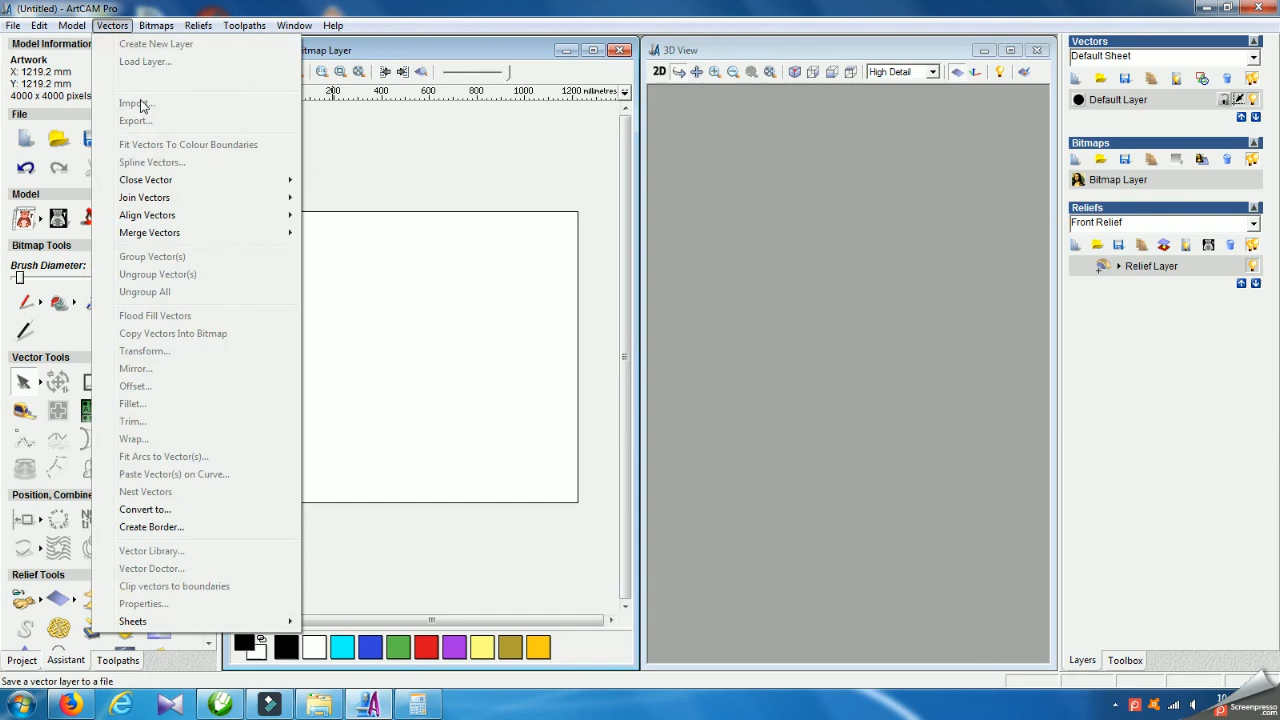 (Untitled) - ArtCAM Pro
File Edit Model Vectors Bitmaps Reliefs Toolpaths Window Help
Model Information
Artwork
X: 1219.2 mm
Y: 1219.2 mm
4000 x 4000 pixels
File
Model
Bitmap Tools
Brush Diameter:
Vector Tools
Position, Combine
Relief Tools
Project Assistant Toolpaths
Save a vector layer to a file
Create New Layer
Load Layer...
Import...
Export...
Fit Vectors To Colour Boundaries
Spline Vectors...
Close Vector
Join Vectors
Align Vectors
Merge Vectors
Group Vector(s)
Ungroup Vector(s)
Ungroup All
Flood Fill Vectors
Copy Vectors Into Bitmap
Transform...
Mirror...
Offset...
Fillet...
Trim...
Wrap...
Fit Arcs to Vector(s)...
Paste Vector(s) on Curve...
Nest Vectors
Convert to...
Create Border...
Vector Library...
Vector Doctor...
Clip vectors to boundaries
Properties...
Sheets
itmap Layer
200 400 600 800 1000 1200 millimetres
3D View
2D
High Detail
Vectors
Default Sheet
Default Layer
Bitmaps
Bitmap Layer
Reliefs
Front Relief
Relief Layer
Layers Toolbox
10
Screenpresso
.com